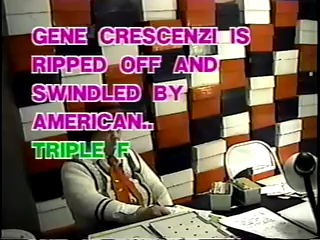 GENE CRESCENZI IS
RIPPED OFF AND
SWINDLED BY
AMERICAN..
TRIPLE F